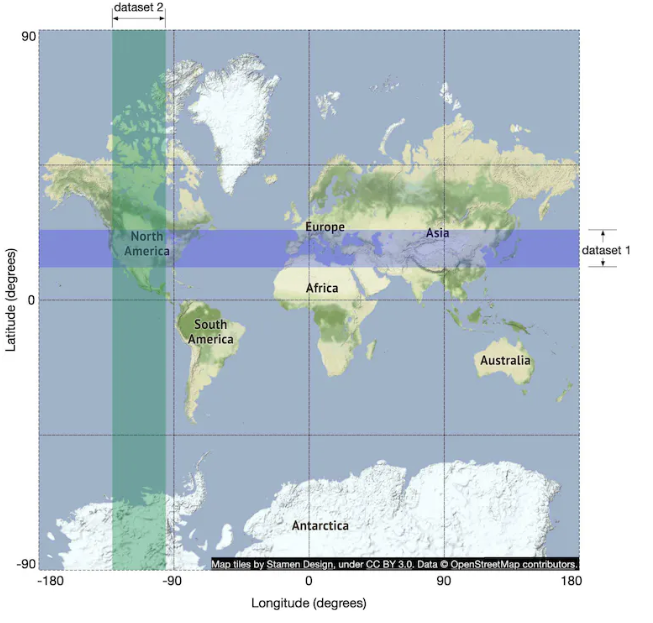 dataset 2
90
North
America
Europe
Asia
dataset 1
Latitude (degrees)
Africa
0
South
America
Australia
Antarctica
-90
Map tiles by Stamen Design, under CC BY 3.0. Data © OpenStreetMap contributors.
-180
-90
0
90
180
Longitude (degrees)